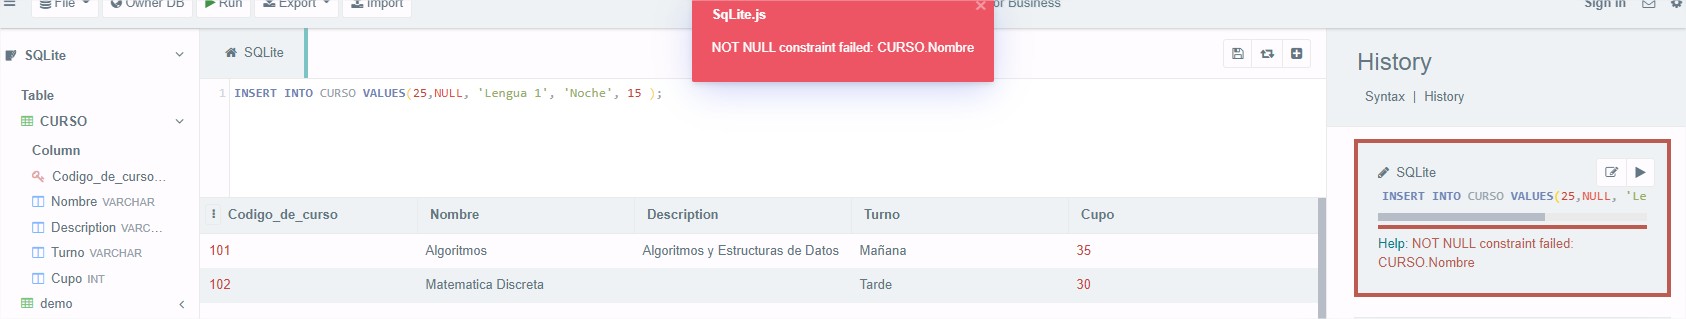 File
Owner DB
Run
Export
Import
or Business
Sign in
SqLite.js
NOT NULL constraint failed: CURSO.Nombre
SQLite
Table
CURSO
Column
Codigo_de_curso...
Nombre VARCHAR
Description VARC...
Turno VARCHAR
Cupo INT
demo
SQLite
1 INSERT INTO CURSO VALUES(25,NULL, 'Lengua 1', 'Noche', 15 );
Codigo_de_curso Nombre Description Turno Cupo
101 Algoritmos Algoritmos y Estructuras de Datos Mañana 35
102 Matematica Discreta Tarde 30
History
Syntax | History
SQLite
INSERT INTO CURSO VALUES(25,NULL, 'Le
Help: NOT NULL constraint failed:
CURSO.Nombre